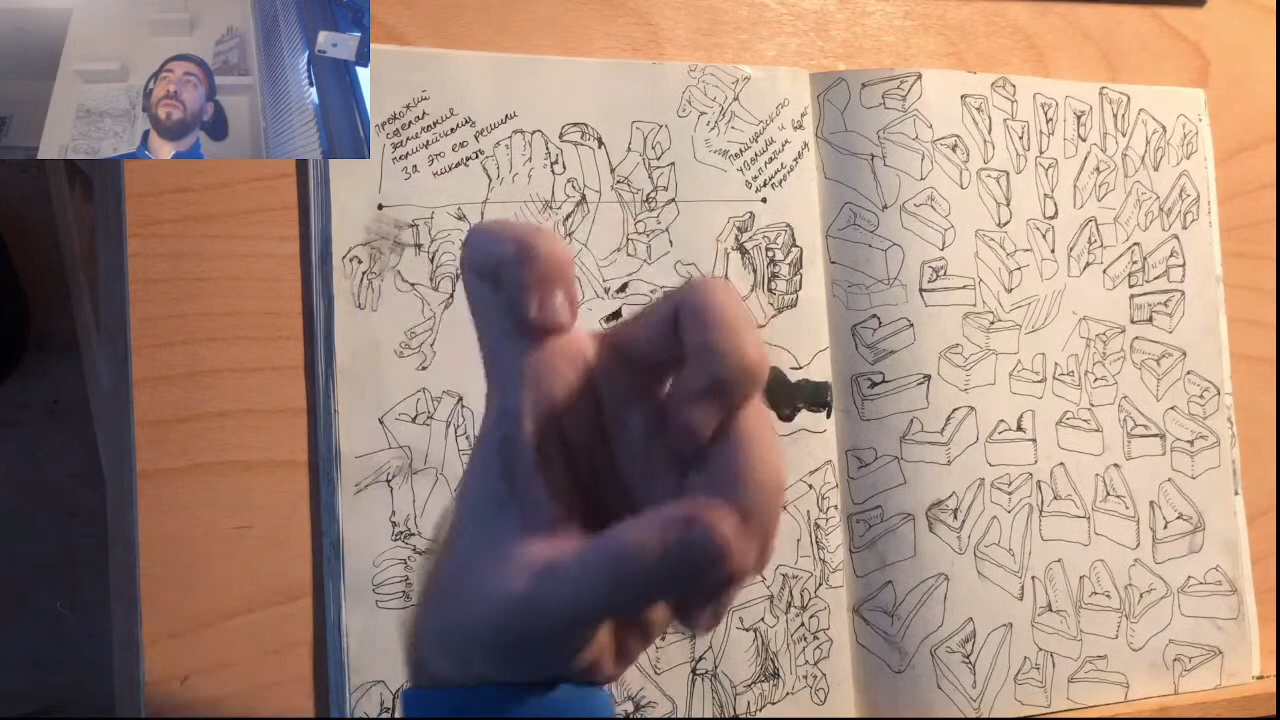 Прохожий
сделал
замечание
полицейскому
за это его решили
наказать
полицейского
уволили и
выплатили
прохожему